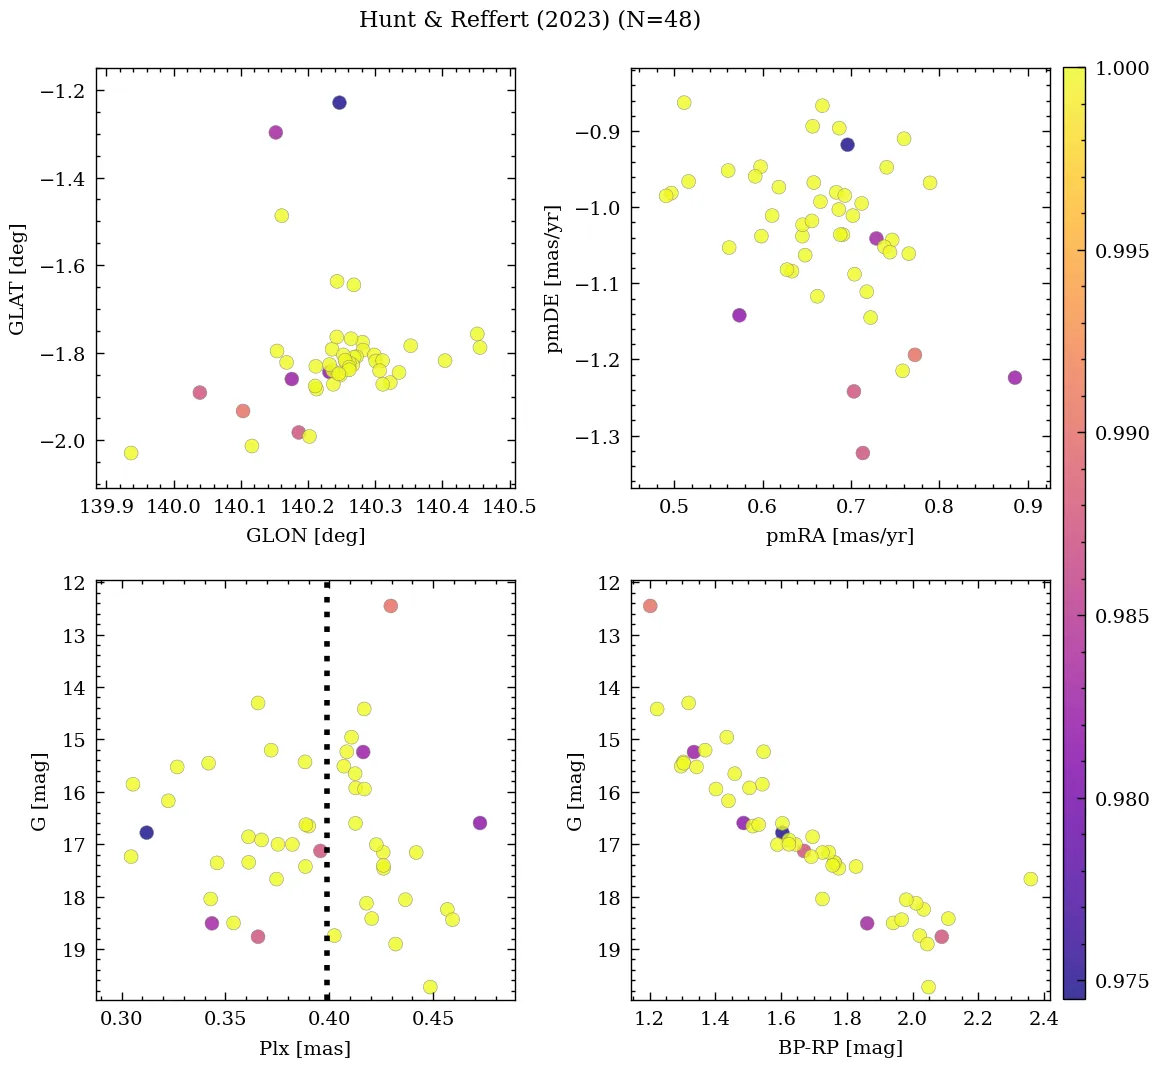 Hunt & Reffert (2023) (N=48)
−1.2
−1.4
−1.6
−1.8
−2.0
GLAT [deg]
139.9 140.0 140.1 140.2 140.3 140.4 140.5
GLON [deg]
−0.9
−1.0
−1.1
−1.2
−1.3
pmDE [mas/yr]
0.5 0.6 0.7 0.8 0.9
pmRA [mas/yr]
12
13
14
15
16
17
18
19
G [mag]
0.30 0.35 0.40 0.45
Plx [mas]
12
13
14
15
16
17
18
19
G [mag]
1.2 1.4 1.6 1.8 2.0 2.2 2.4
BP-RP [mag]
1.000
0.995
0.990
0.985
0.980
0.975